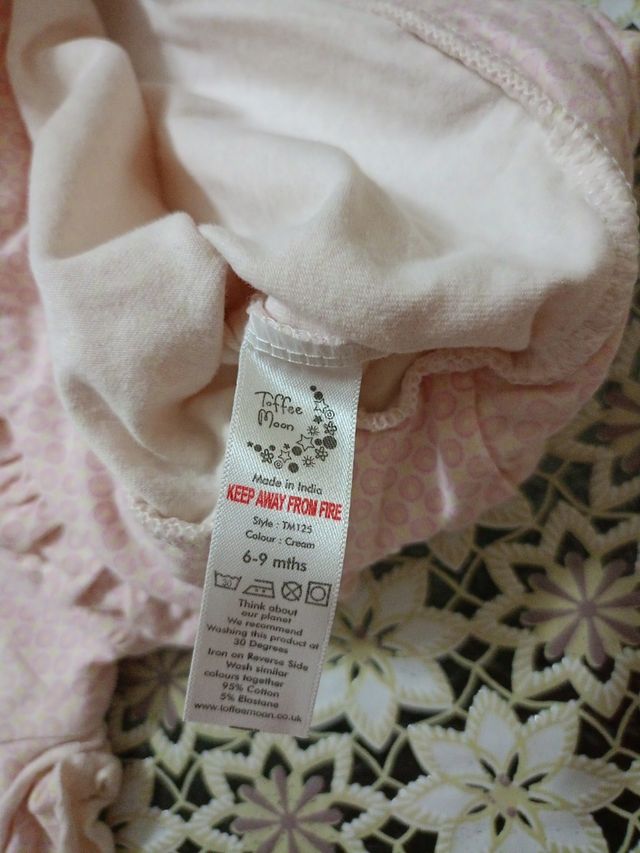 Toffee
Moon
Made in India
KEEP AWAY FROM FIRE
Style : TM125
Colour : Cream
6-9 mths
Think about
our planet
We recommend
Washing this product at
30 Degrees
Iron on Reverse Side
Wash similar
colours together
95% Cotton
5% Elastane
www.toffeemoon.co.uk